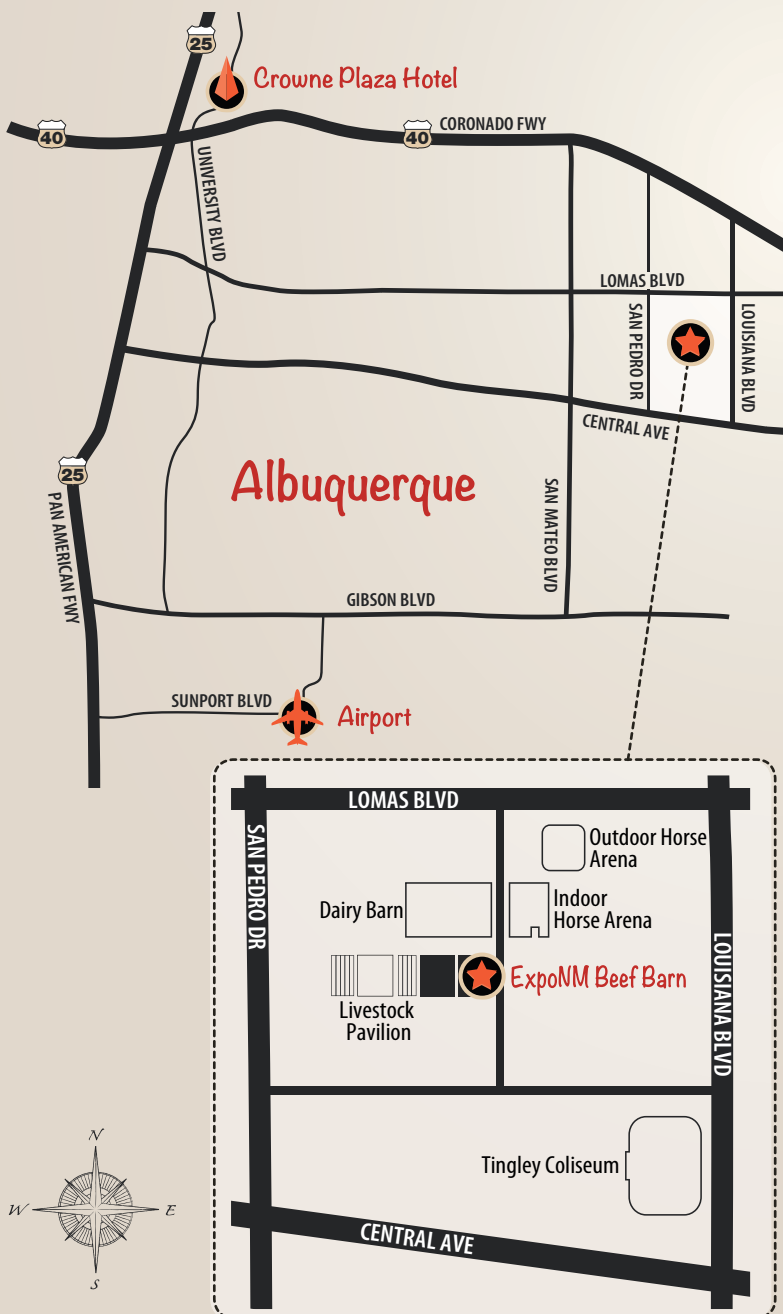 25
Crowne Plaza Hotel
40
40
CORONADO FWY
UNIVERSITY BLVD
LOMAS BLVD
SAN PEDRO DR
LOUISIANA BLVD
CENTRAL AVE
25
Albuquerque
PAN AMERICAN FWY
SAN MATEO BLVD
GIBSON BLVD
SUNPORT BLVD
Airport
LOMAS BLVD
SAN PEDRO DR
Outdoor Horse
Arena
Dairy Barn
Indoor
Horse Arena
LOUISIANA BLVD
ExpoNM Beef Barn
Livestock
Pavilion
Tingley Coliseum
CENTRAL AVE
N
W
E
S